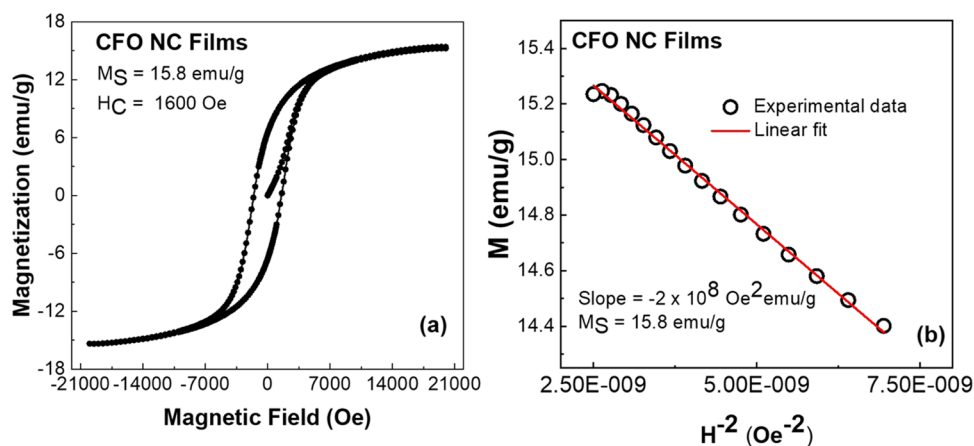 CFO NC Films
MS = 15.8 emu/g
HC = 1600 Oe
Magnetization (emu/g)
18
12
6
0
-6
-12
-18
(a)
-21000 -14000 -7000 0 7000 14000 21000
Magnetic Field (Oe)
CFO NC Films
Experimental data
Linear fit
M (emu/g)
15.4
15.2
15.0
14.8
14.6
14.4
Slope = -2 x 10^8 Oe^2emu/g
MS = 15.8 emu/g
(b)
2.50E-009 5.00E-009 7.50E-009
H^-2 (Oe^-2)